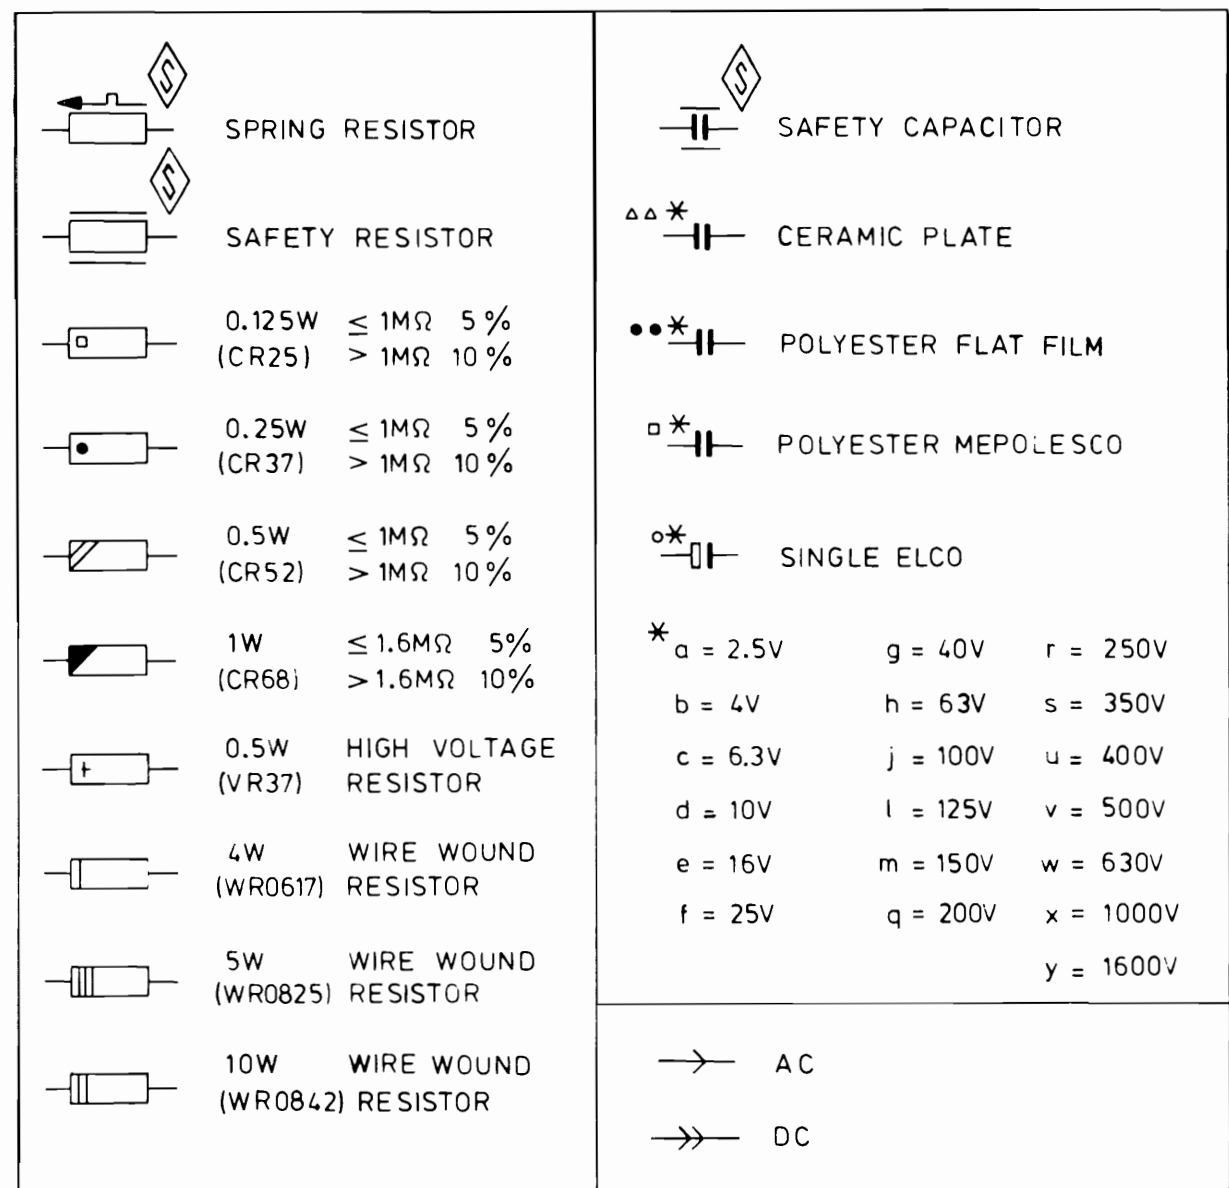 S
SPRING RESISTOR
S
SAFETY RESISTOR
0.125W ≤ 1MΩ 5%
(CR25) > 1MΩ 10%
0.25W ≤ 1MΩ 5%
(CR37) > 1MΩ 10%
0.5W ≤ 1MΩ 5%
(CR52) > 1MΩ 10%
1W ≤ 1.6MΩ 5%
(CR68) > 1.6MΩ 10%
0.5W HIGH VOLTAGE
(VR37) RESISTOR
4W WIRE WOUND
(WR0617) RESISTOR
5W WIRE WOUND
(WR0825) RESISTOR
10W WIRE WOUND
(WR0842) RESISTOR
S
SAFETY CAPACITOR
* CERAMIC PLATE
* POLYESTER FLAT FILM
* POLYESTER MEPOLESCO
* SINGLE ELCO
* a = 2.5V g = 40V r = 250V
b = 4V h = 63V s = 350V
c = 6.3V j = 100V u = 400V
d = 10V l = 125V v = 500V
e = 16V m = 150V w = 630V
f = 25V q = 200V x = 1000V
y = 1600V
AC
DC